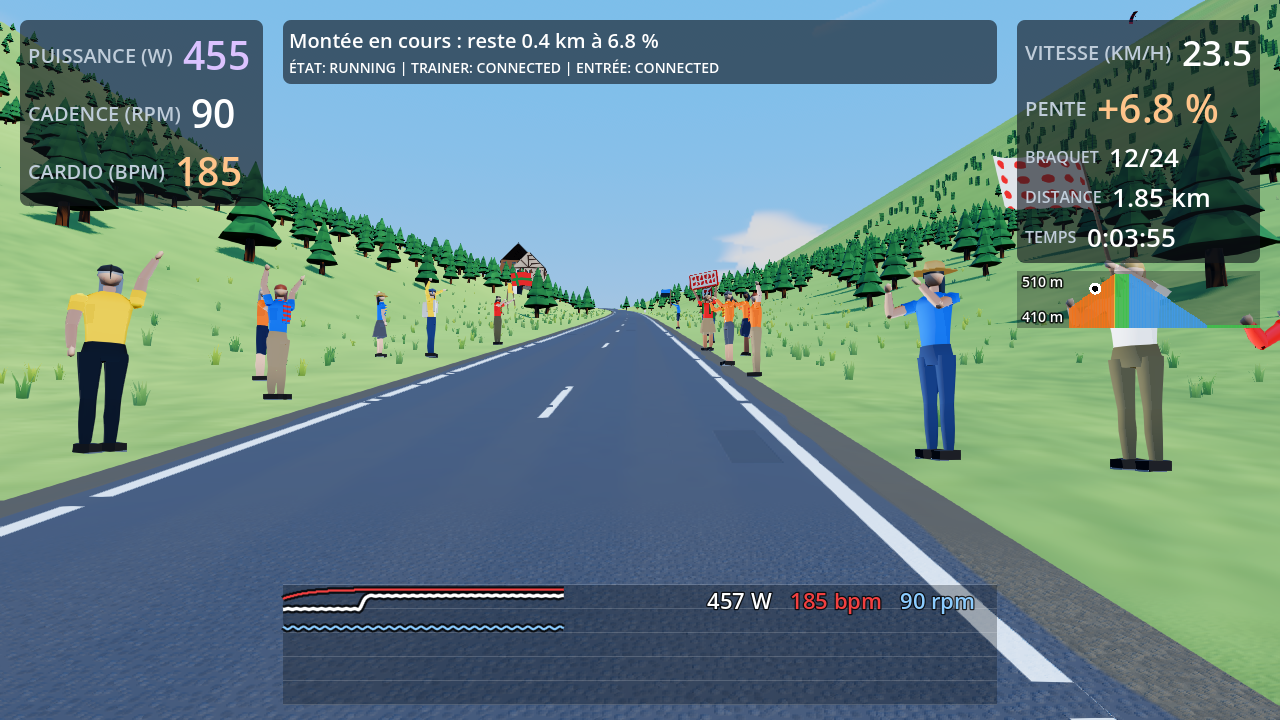 PUISSANCE (W) 455
CADENCE (RPM) 90
CARDIO (BPM) 185
Montée en cours : reste 0.4 km à 6.8 %
ÉTAT: RUNNING | TRAINER: CONNECTED | ENTRÉE: CONNECTED
VITESSE (KM/H) 23.5
PENTE +6.8 %
BRAQUET 12/24
DISTANCE 1.85 km
TEMPS 0:03:55
510 m
410 m
457 W 185 bpm 90 rpm